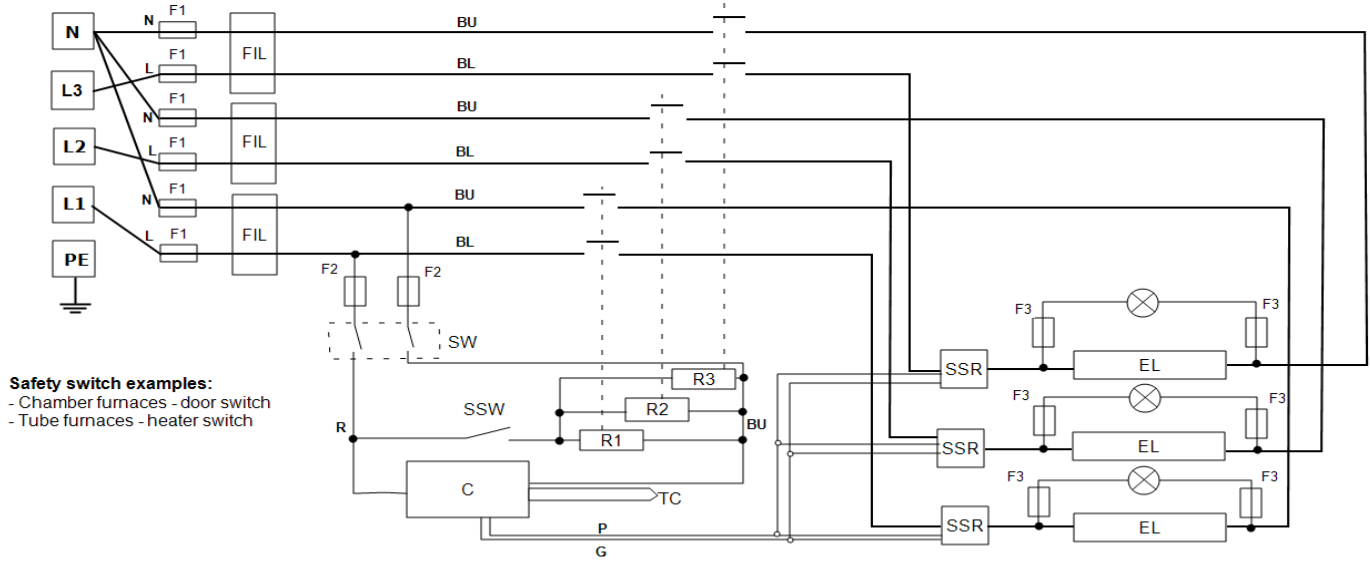 N N F1 FIL BU
L3 L F1 BL
N F1 FIL BU
L2 L F1 BL
L1 N F1 FIL BU
L F1 BL
PE
F2 F2
SW
F3 F3
SSR EL
R3
Safety switch examples:
- Chamber furnaces - door switch
- Tube furnaces - heater switch
SSW R2
F3 F3
R BU
R1
SSR EL
C TC
F3 F3
P
SSR EL
G